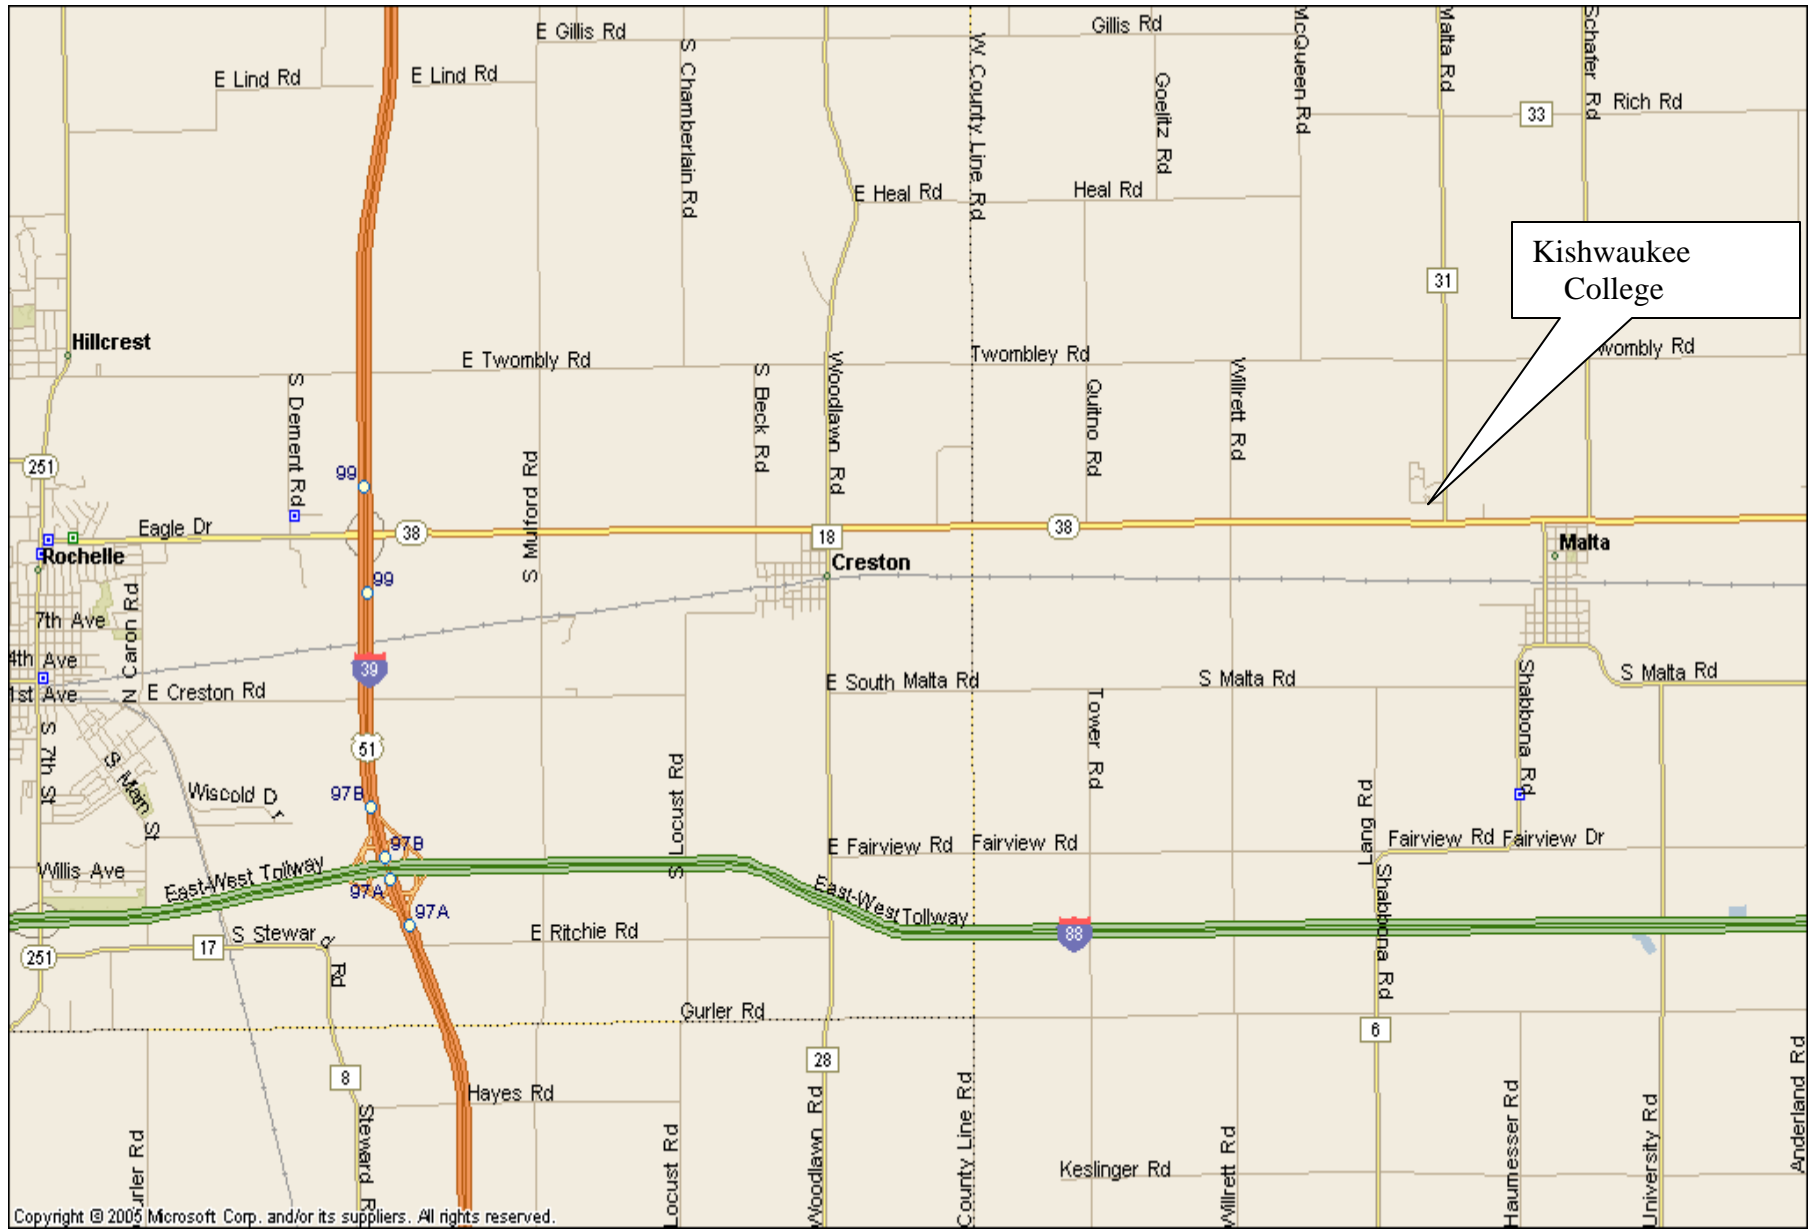 E Gillis Rd
Gillis Rd
E Lind Rd
E Lind Rd
S Chamberlain Rd
W County Line Rd
Goelitz Rd
McQueen Rd
Malta Rd
Schafer Rd
33
Rich Rd
E Heal Rd
Heal Rd
Kishwaukee
College
31
Hillcrest
E Twombly Rd
Twombley Rd
wombly Rd
S Dement Rd
S Beck Rd
Woodlawn Rd
Quitno Rd
Willrett Rd
251
99
S Mulford Rd
Eagle Dr
38
18
38
Rochelle
Creston
Malta
99
N Caron Rd
7th Ave
4th Ave
1st Ave
39
E Creston Rd
E South Malta Rd
S Malta Rd
S Malta Rd
Shabbona Rd
Tower Rd
S 7th St
S Main St
51
Wiscold Dr
97B
97B
S Locust Rd
Lang Rd
E Fairview Rd
Fairview Rd
Fairview Rd
Fairview Dr
Willis Ave
East-West Tollway
97A
97A
East-West Tollway
88
Shabbona Rd
251
17
S Steward Rd
E Ritchie Rd
Gurler Rd
8
28
6
Hayes Rd
Steward R
urler Rd
Locust Rd
Woodlawn Rd
County Line Rd
Keslinger Rd
Willrett Rd
Haumesser Rd
University Rd
Anderland Rd
Copyright © 2005 Microsoft Corp. and/or its suppliers. All rights reserved.